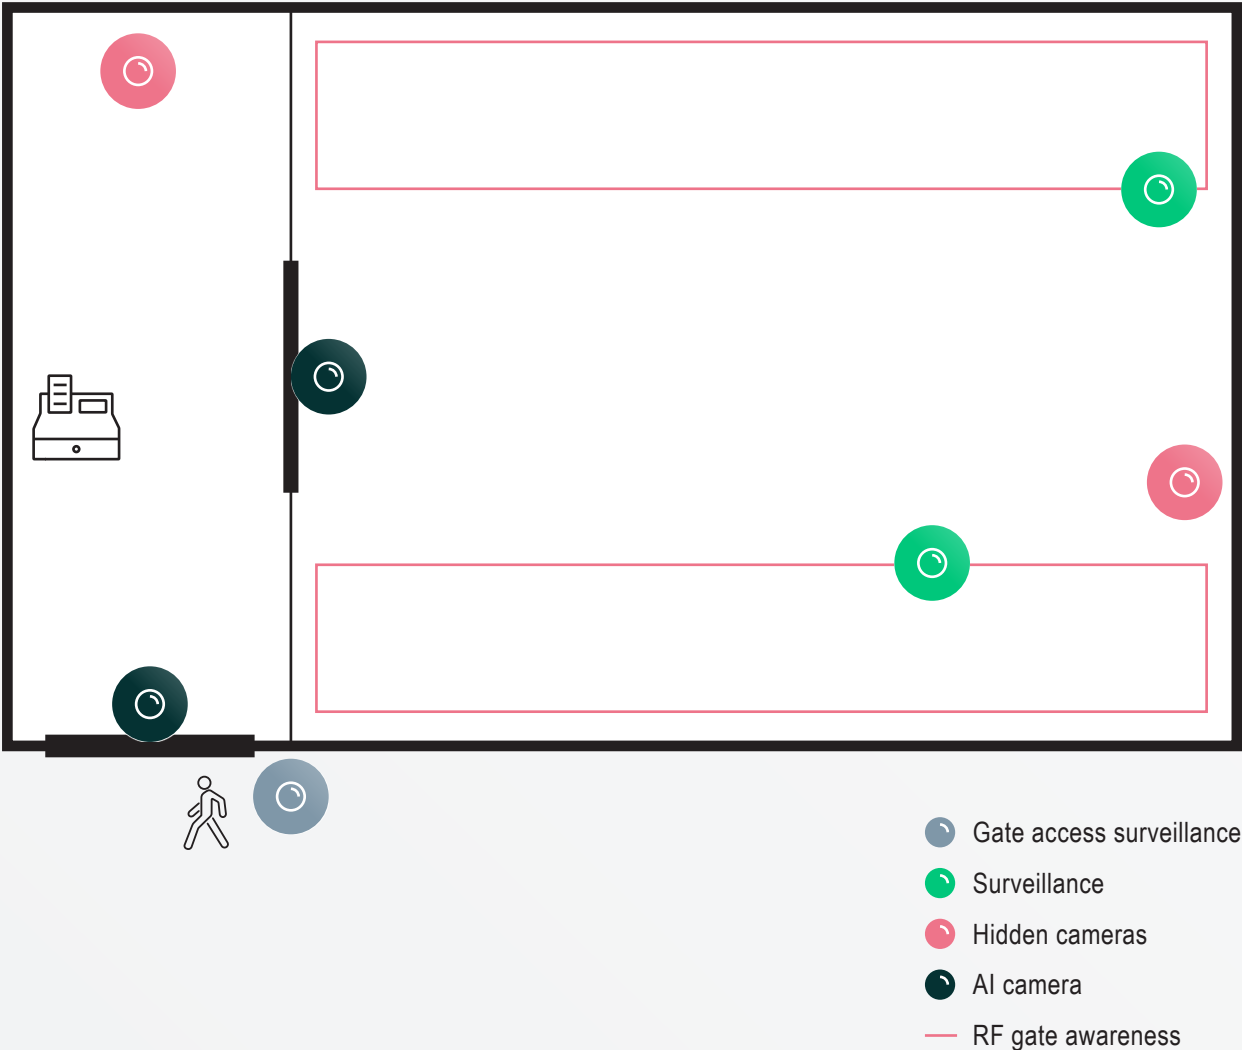 Gate access surveillance
Surveillance
Hidden cameras
AI camera
RF gate awareness